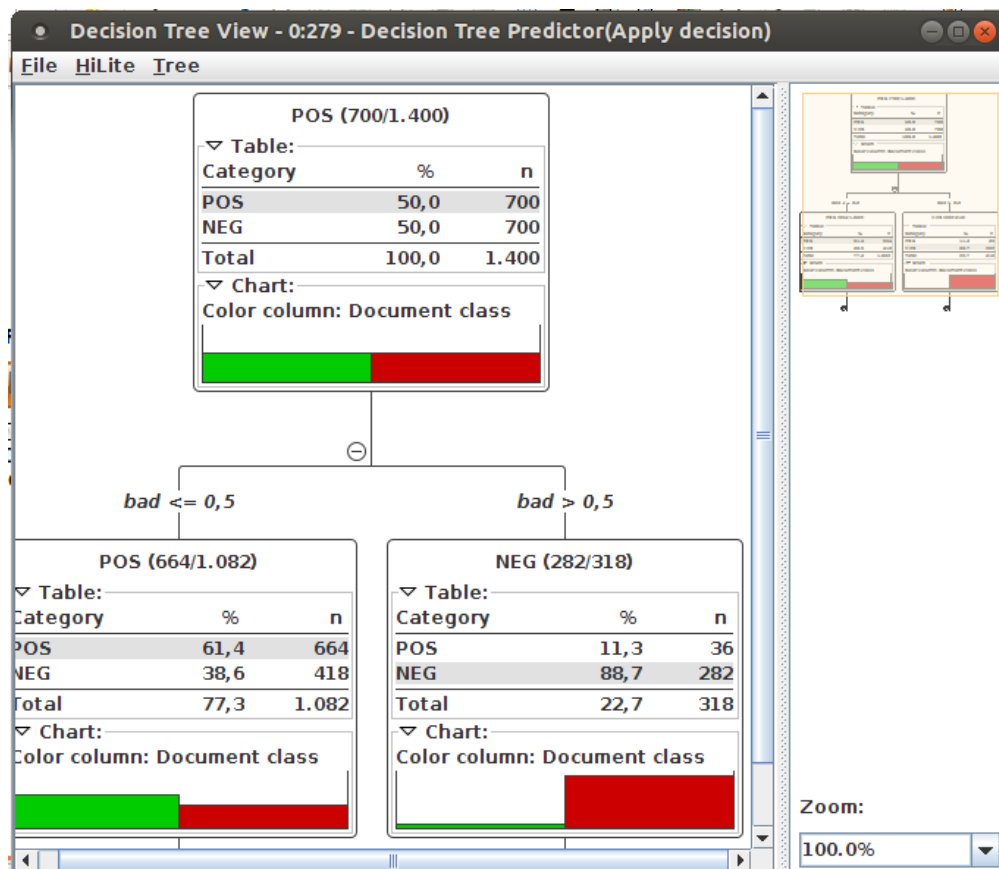 Decision Tree View - 0:279 - Decision Tree Predictor(Apply decision)
File HiLite Tree
POS (700/1.400)
Table:
Category % n
POS 50,0 700
NEG 50,0 700
Total 100,0 1.400
Chart:
Color column: Document class
bad <= 0,5
bad > 0,5
POS (664/1.082)
Table:
Category % n
POS 61,4 664
NEG 38,6 418
Total 77,3 1.082
Chart:
Color column: Document class
NEG (282/318)
Table:
Category % n
POS 11,3 36
NEG 88,7 282
Total 22,7 318
Chart:
Color column: Document class
Zoom:
100.0%